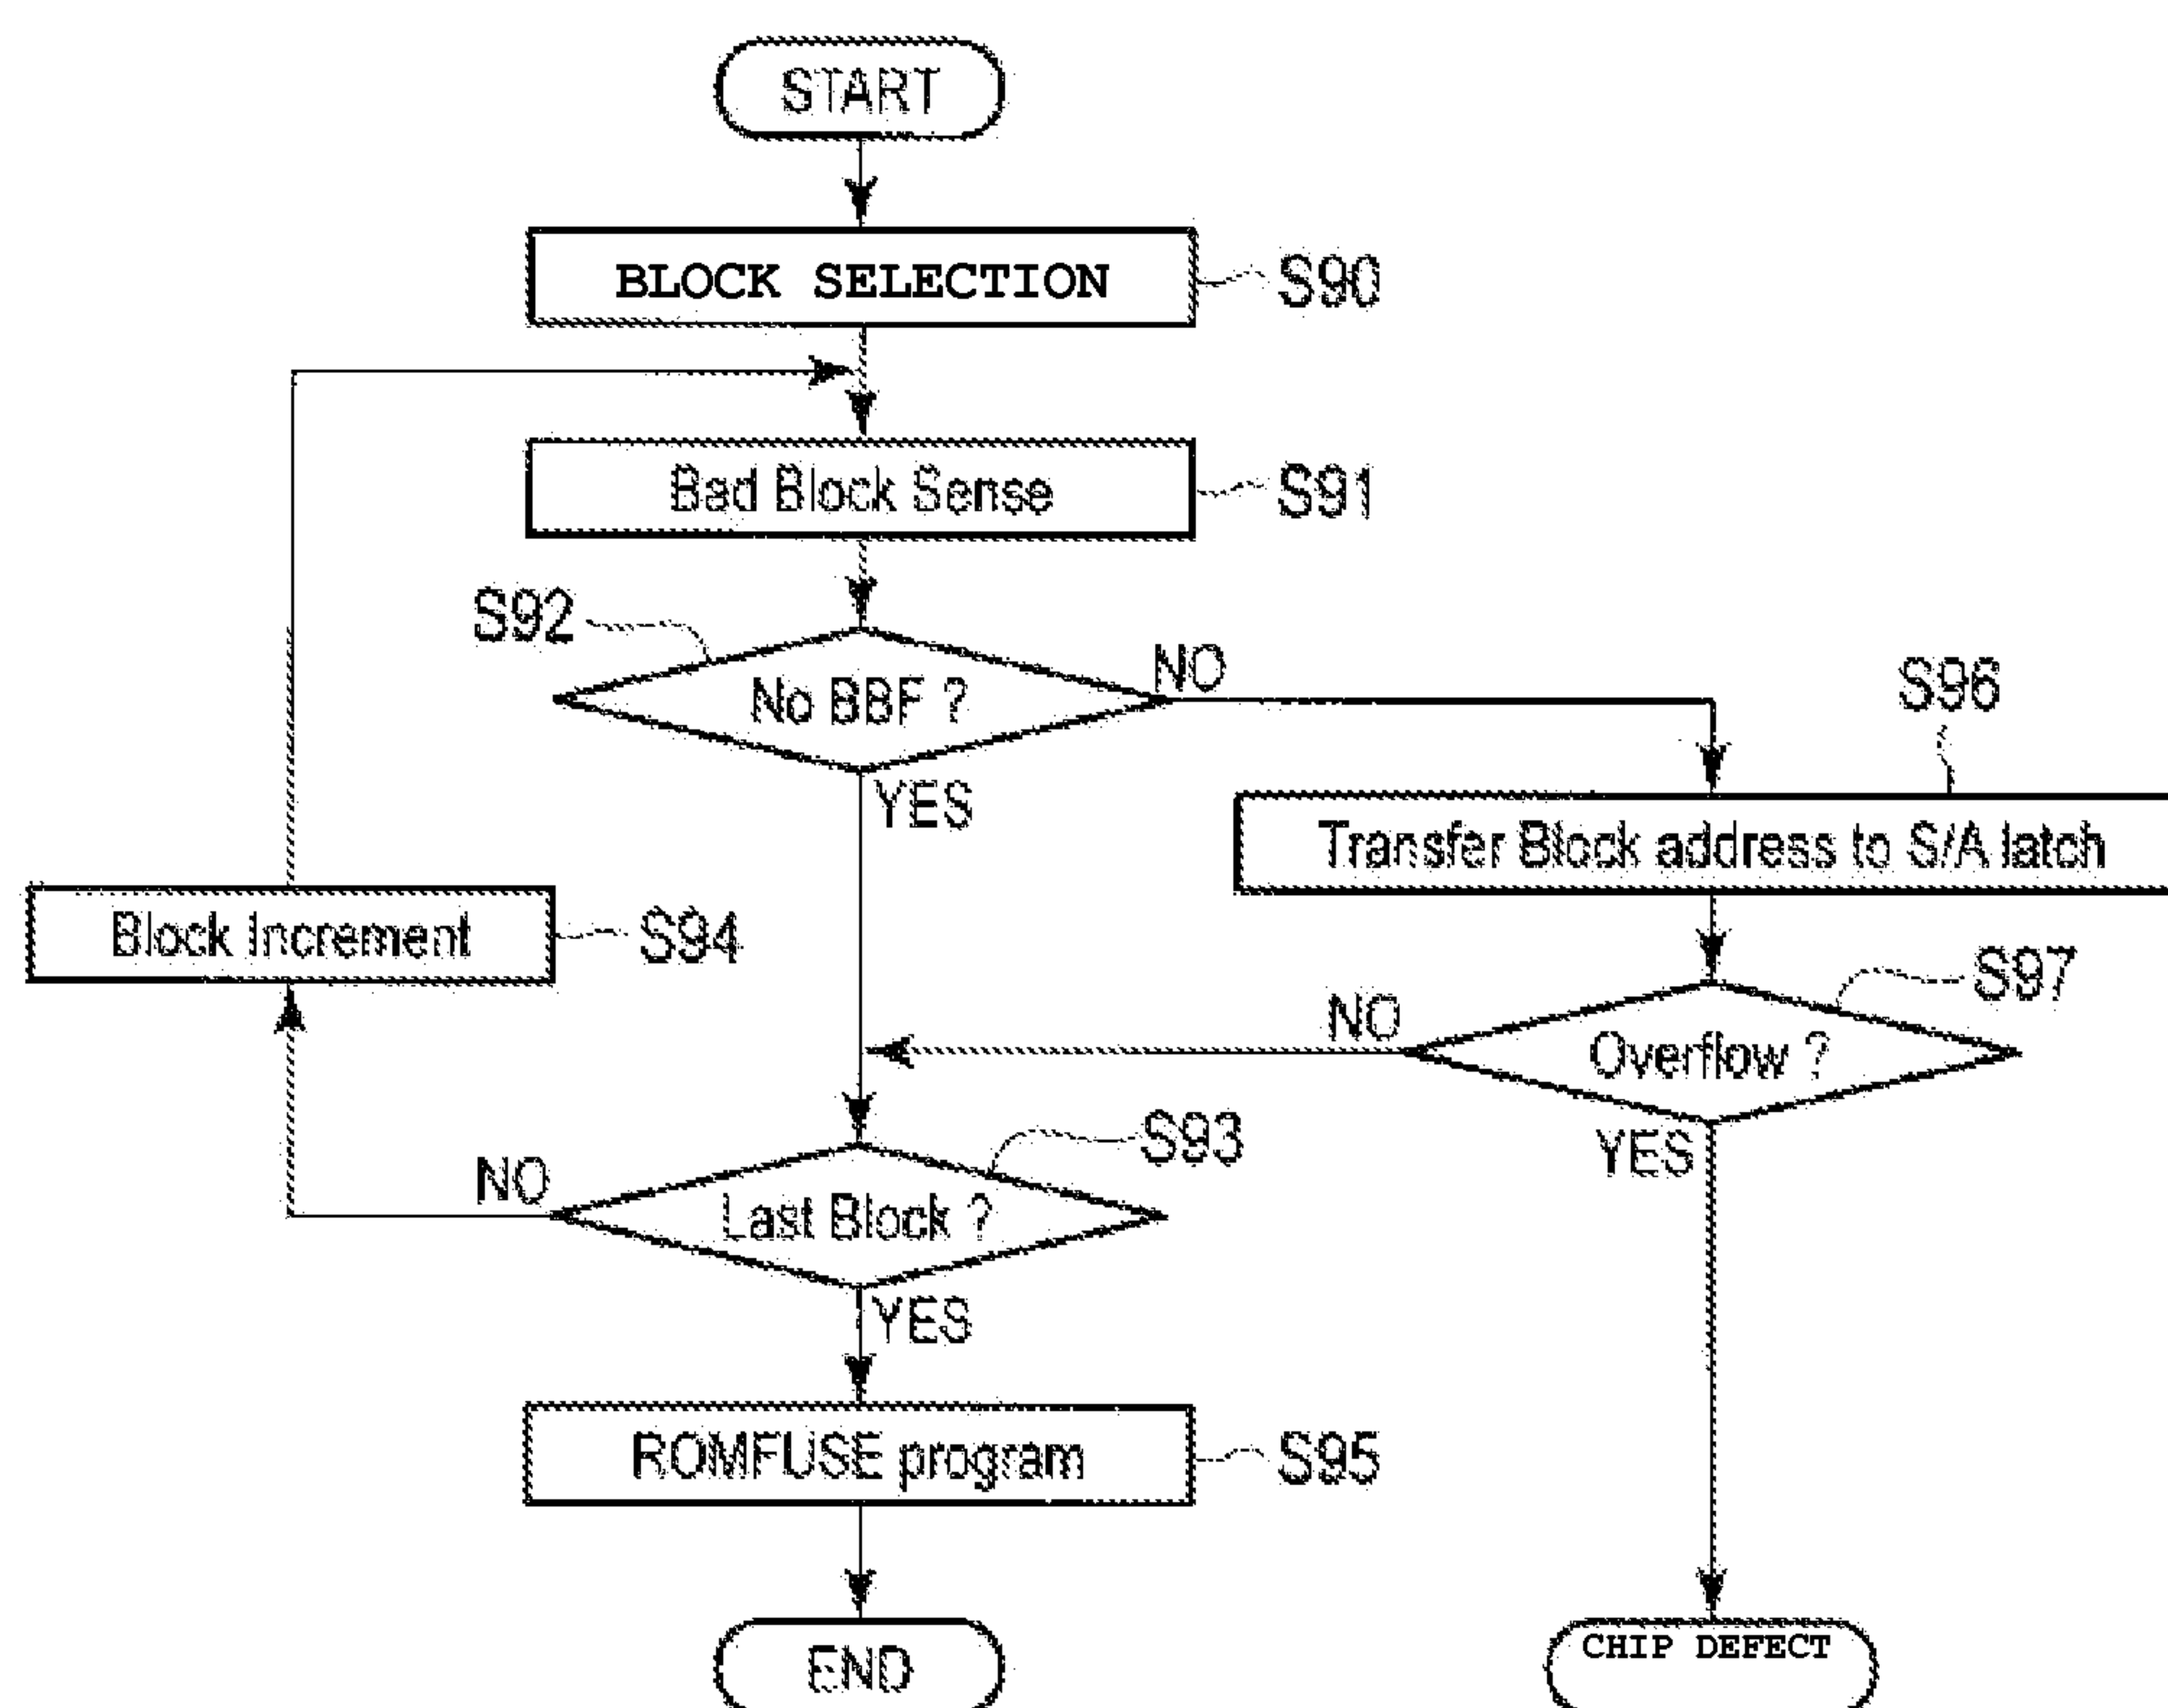 START
BLOCK SELECTION
S90
Bad Block Sense
S91
S92
No BBF ?
NO
YES
S96
Transfer Block address to S/A latch
Block Increment
S94
S97
NO
Overflow ?
YES
S93
NO
Last Block ?
YES
ROMFUSE program
S95
END
CHIP DEFECT